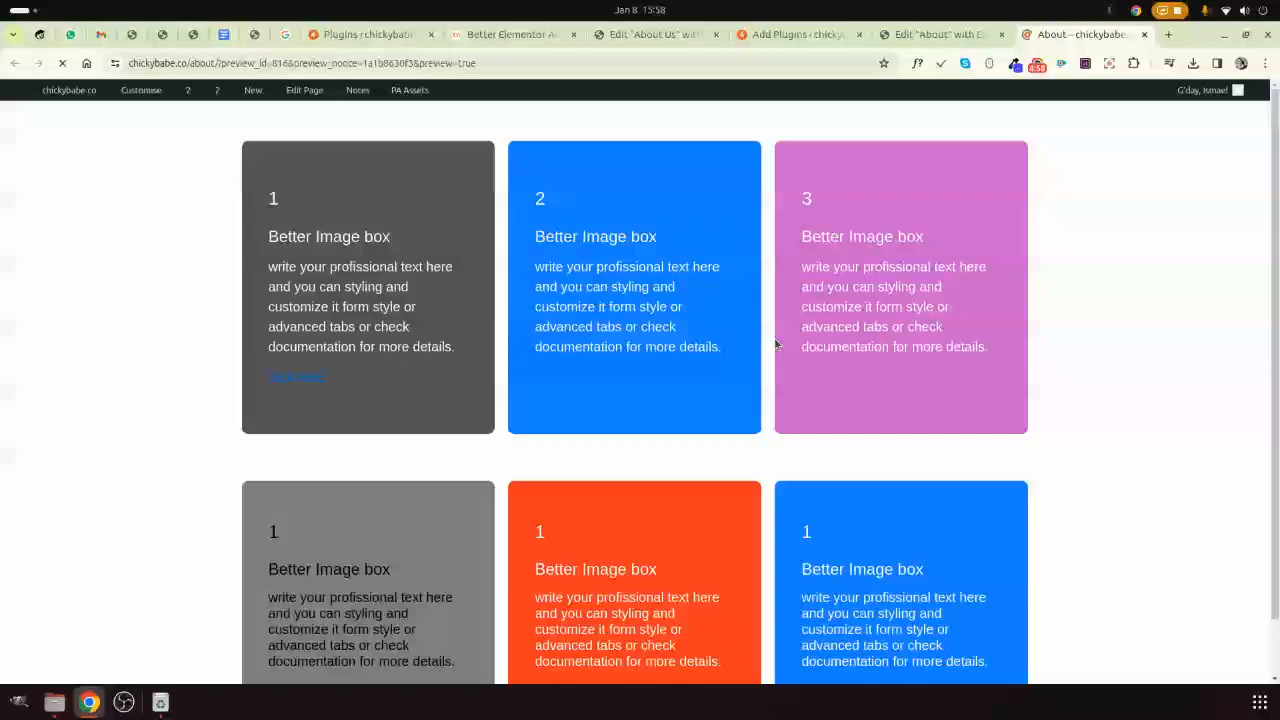 Jan 8 15:58
Plugins ‹ chickybabe
Better Elementor Ad
Edit "About Us" with
Add Plugins ‹ chicky
Edit "About" with E
About – chickybabe
chickybabe.co/about/?preview_id=816&preview_nonce=1a1b8630f3&preview=true
4:58
chickybabe.co Customise 2 2 New Edit Page Notes PA Assets G'day, Ismael
1
Better Image box
write your profissional text here
and you can styling and
customize it form style or
advanced tabs or check
documentation for more details.
2
Better Image box
write your profissional text here
and you can styling and
customize it form style or
advanced tabs or check
documentation for more details.
3
Better Image box
write your profissional text here
and you can styling and
customize it form style or
advanced tabs or check
documentation for more details.
1
Better Image box
write your profissional text here
and you can styling and
customize it form style or
advanced tabs or check
documentation for more details.
1
Better Image box
write your profissional text here
and you can styling and
customize it form style or
advanced tabs or check
documentation for more details.
1
Better Image box
write your profissional text here
and you can styling and
customize it form style or
advanced tabs or check
documentation for more details.